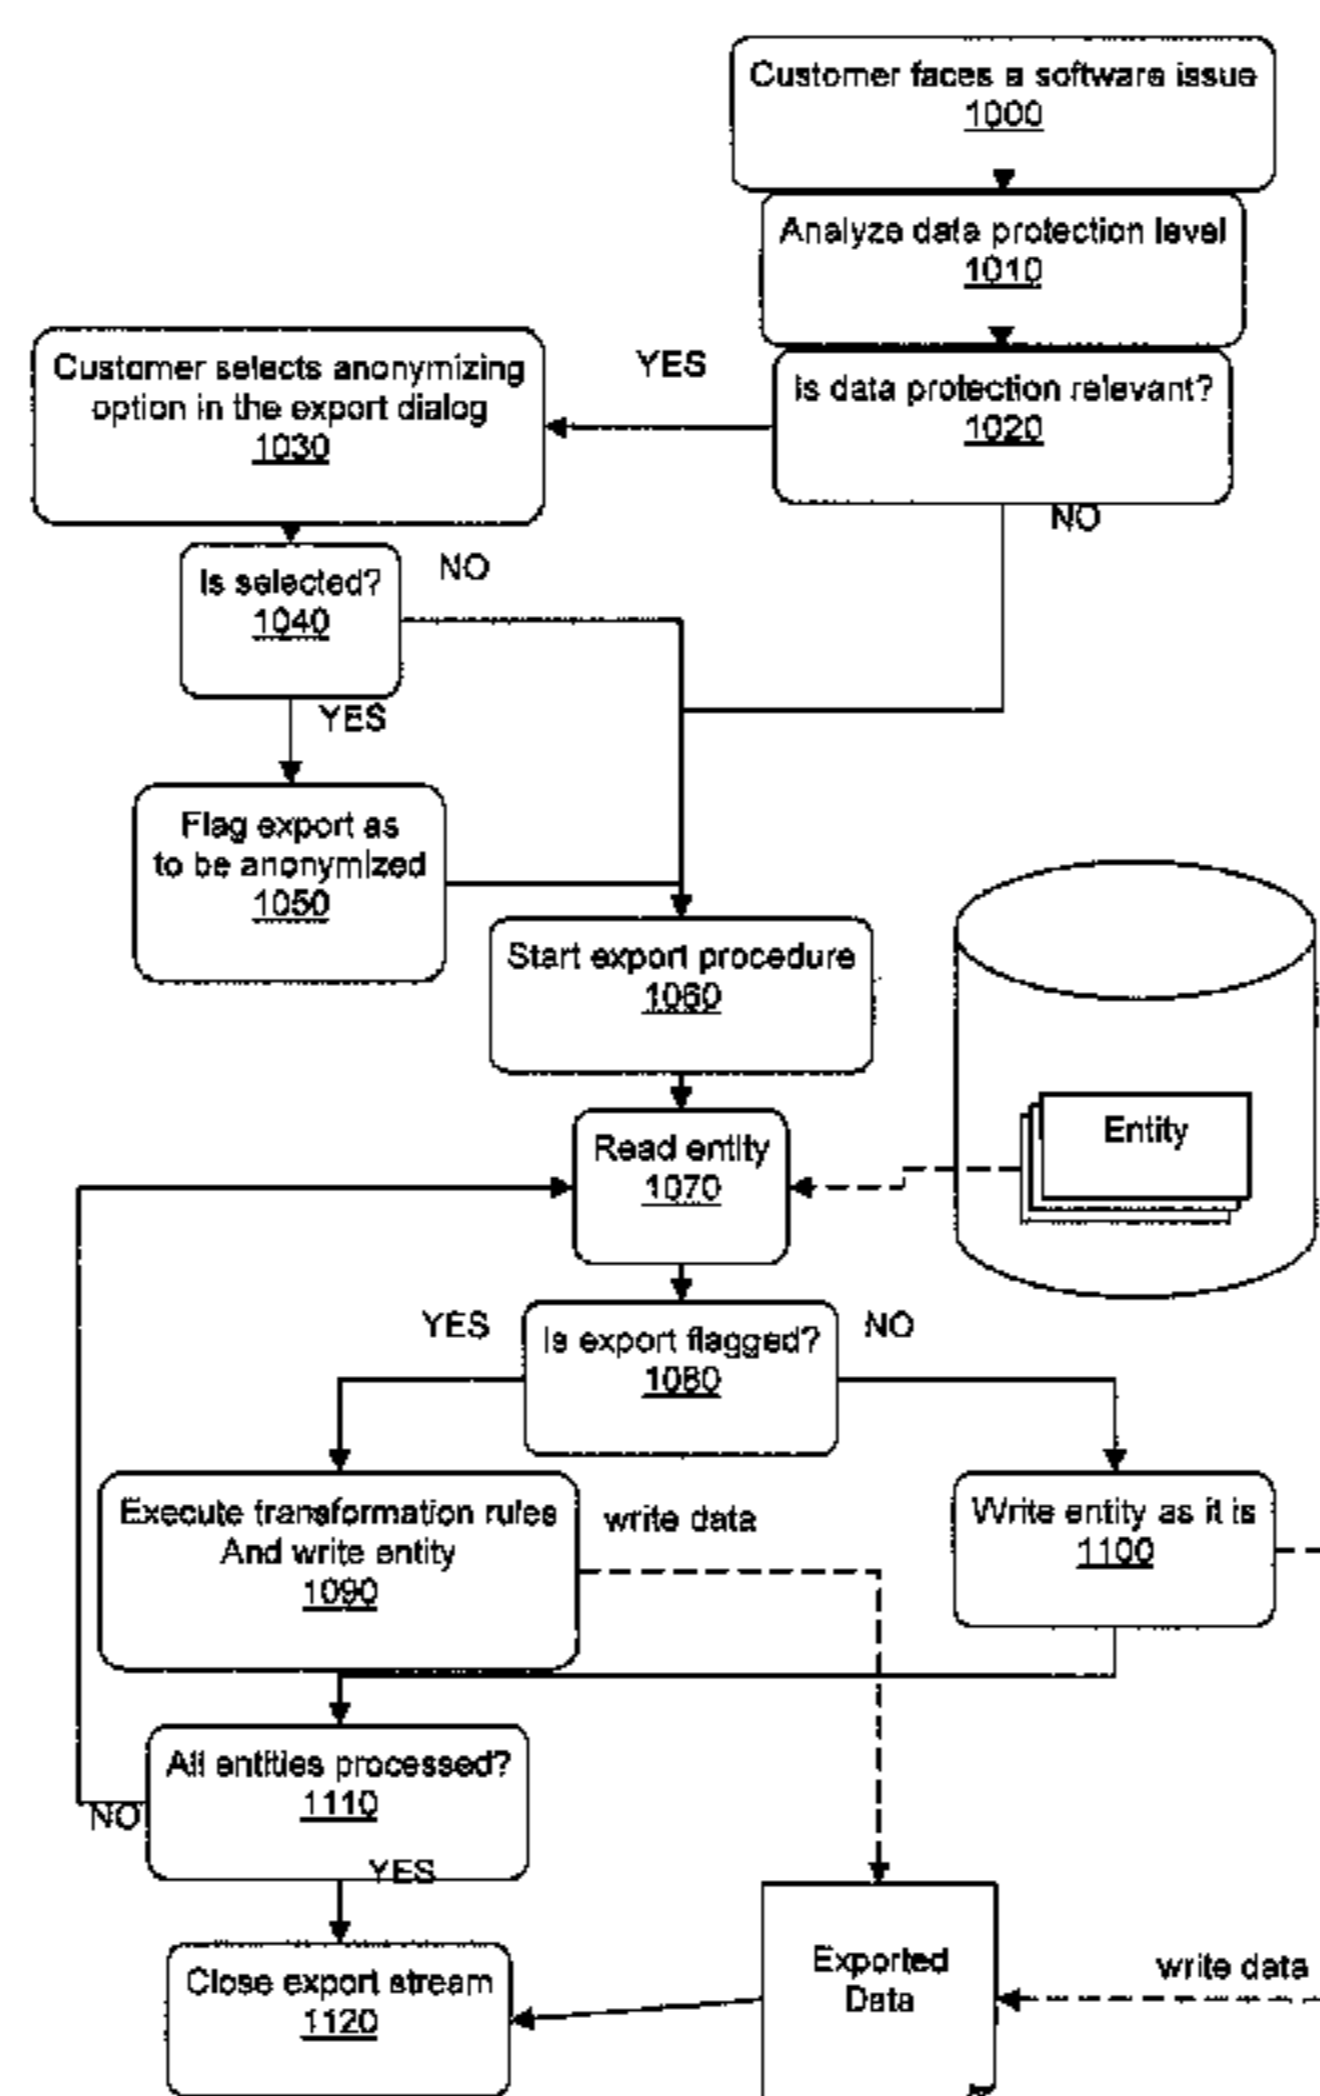 Customer faces a software issue
1000
Analyze data protection level
1010
Is data protection relevant?
1020
YES
NO
Customer selects anonymizing
option in the export dialog
1030
Is selected?
1040
NO
YES
Flag export as
to be anonymized
1050
Start export procedure
1060
Read entity
1070
Entity
Is export flagged?
1080
YES
NO
Execute transformation rules
And write entity
1090
write data
Write entity as it is
1100
All entities processed?
1110
NO
YES
Close export stream
1120
Exported
Data
write data